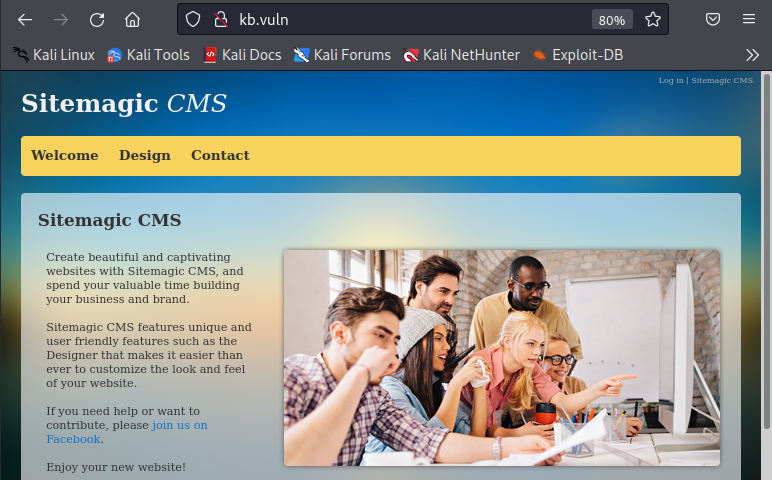 kb.vuln
80%
Kali Linux
Kali Tools
Kali Docs
Kali Forums
Kali NetHunter
Exploit-DB
Log in | Sitemagic CMS
Sitemagic CMS
Welcome
Design
Contact
Sitemagic CMS
Create beautiful and captivating
websites with Sitemagic CMS, and
spend your valuable time building
your business and brand.
Sitemagic CMS features unique and
user friendly features such as the
Designer that makes it easier than
ever to customize the look and feel
of your website.
If you need help or want to
contribute, please join us on
Facebook.
Enjoy your new website!